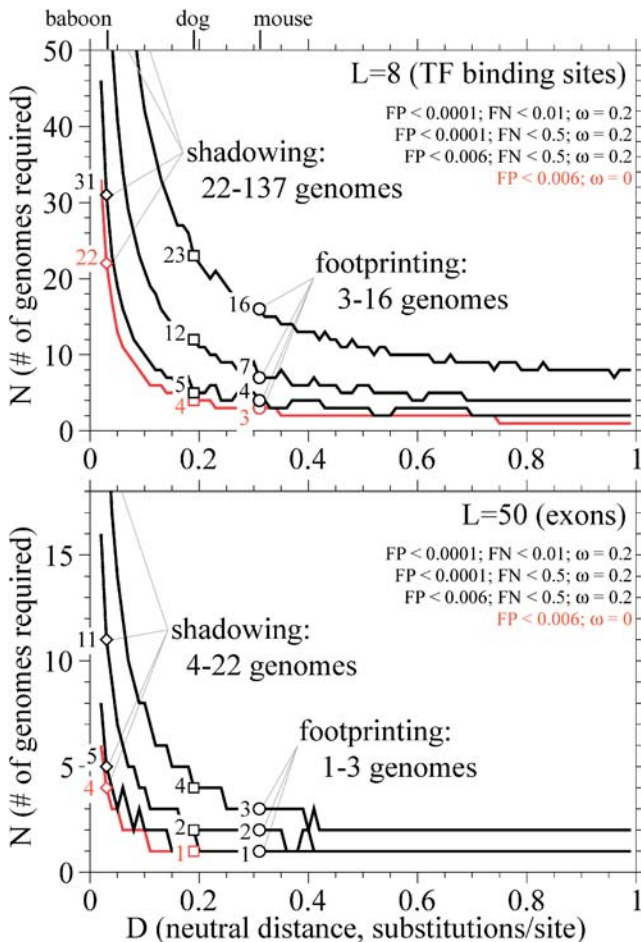 baboon
dog
mouse
50
L=8 (TF binding sites)
FP < 0.0001; FN < 0.01; ω = 0.2
FP < 0.0001; FN < 0.5; ω = 0.2
FP < 0.006; FN < 0.5; ω = 0.2
FP < 0.006; ω = 0
40
shadowing:
22-137 genomes
31
30
22
23
footprinting:
3-16 genomes
20
16
12
10
7
5
4
4
3
0
0
0.2
0.4
0.6
0.8
1
N (# of genomes required)
L=50 (exons)
FP < 0.0001; FN < 0.01; ω = 0.2
FP < 0.0001; FN < 0.5; ω = 0.2
FP < 0.006; FN < 0.5; ω = 0.2
FP < 0.006; ω = 0
15
shadowing:
4-22 genomes
11
10
footprinting:
1-3 genomes
5
5
4
4
3
2
2
1
1
0
0
0.2
0.4
0.6
0.8
1
N (# of genomes required)
D (neutral distance, substitutions/site)